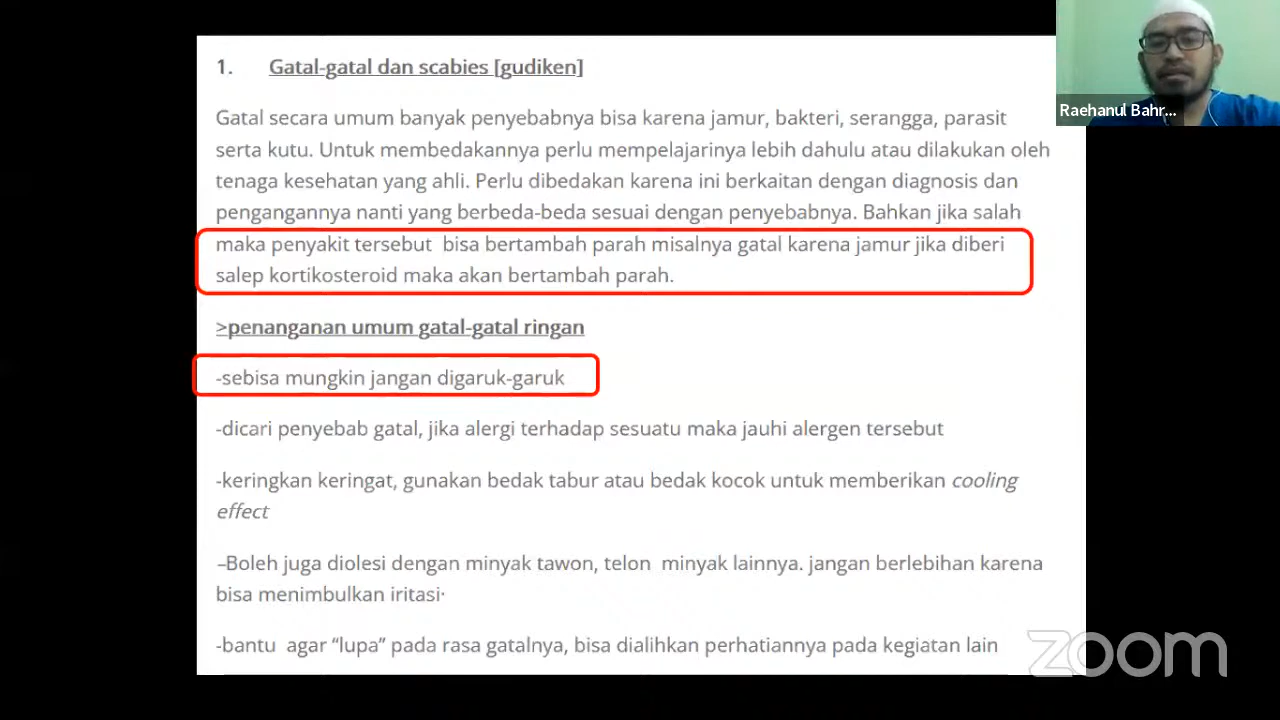 1. Gatal-gatal dan scabies [gudiken]
Gatal secara umum banyak penyebabnya bisa karena jamur, bakteri, serangga, parasit
serta kutu. Untuk membedakannya perlu mempelajarinya lebih dahulu atau dilakukan oleh
tenaga kesehatan yang ahli. Perlu dibedakan karena ini berkaitan dengan diagnosis dan
pengangannya nanti yang berbeda-beda sesuai dengan penyebabnya. Bahkan jika salah
maka penyakit tersebut bisa bertambah parah misalnya gatal karena jamur jika diberi
salep kortikosteroid maka akan bertambah parah.
>penanganan umum gatal-gatal ringan
-sebisa mungkin jangan digaruk-garuk
-dicari penyebab gatal, jika alergi terhadap sesuatu maka jauhi alergen tersebut
-keringkan keringat, gunakan bedak tabur atau bedak kocok untuk memberikan cooling
effect
–Boleh juga diolesi dengan minyak tawon, telon minyak lainnya. jangan berlebihan karena
bisa menimbulkan iritasi·
-bantu agar “lupa” pada rasa gatalnya, bisa dialihkan perhatiannya pada kegiatan lain
Raehanul Bahr...
zoom